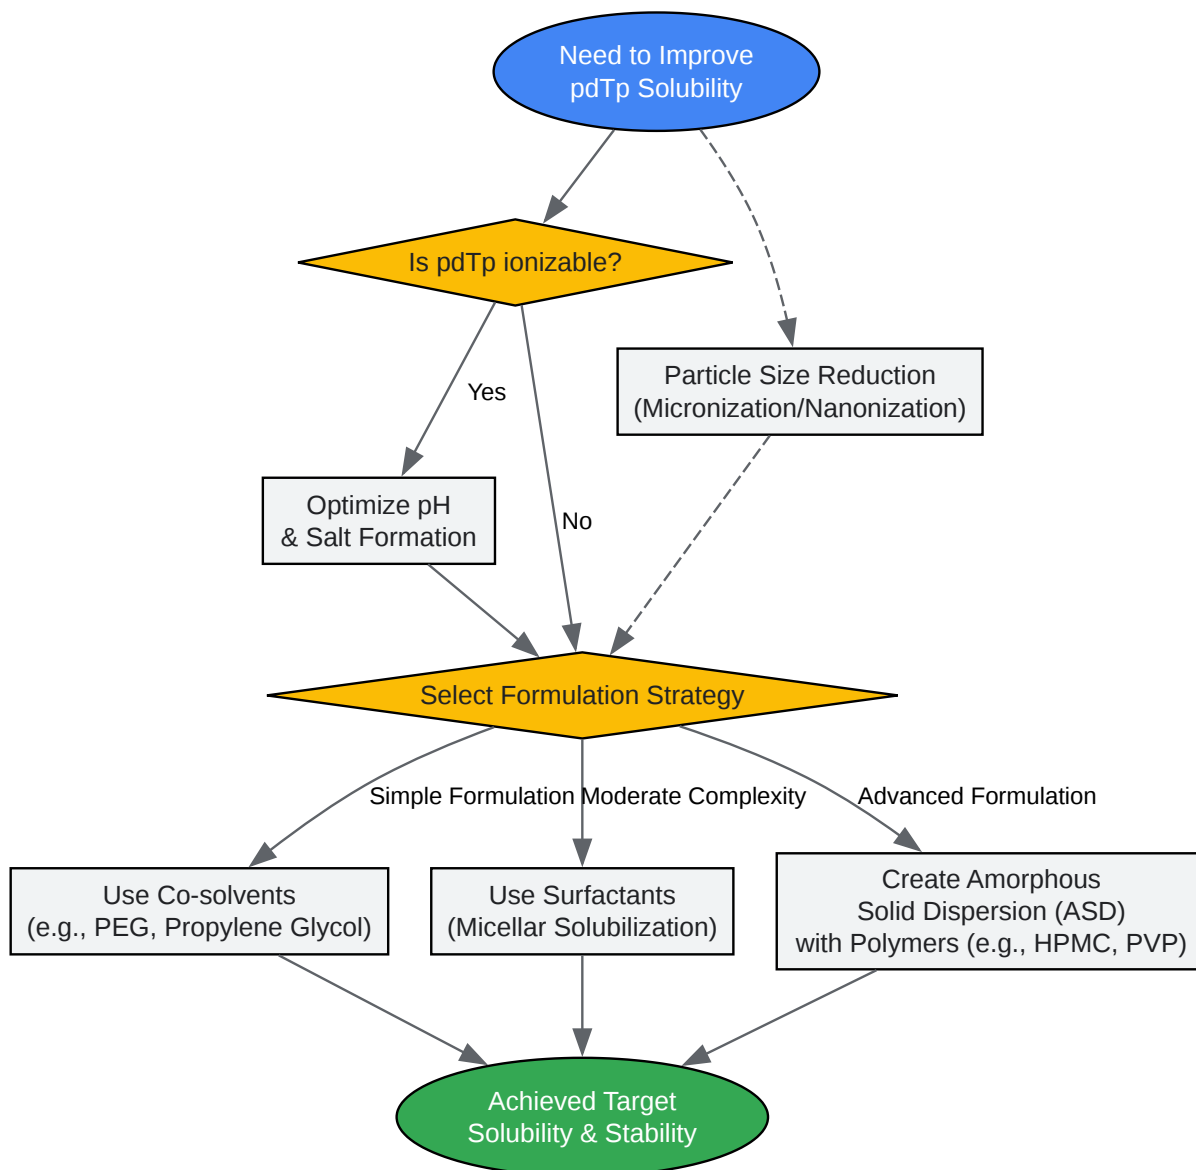 Need to Improve
pdTp Solubility
Is pdTp ionizable?
Particle Size Reduction
(Micronization/Nanonization)
Yes
Optimize pH
& Salt Formation
No
Select Formulation Strategy
Simple Formulation
Moderate Complexity
Advanced Formulation
Use Co-solvents
(e.g., PEG, Propylene Glycol)
Use Surfactants
(Micellar Solubilization)
Create Amorphous
Solid Dispersion (ASD)
with Polymers (e.g., HPMC, PVP)
Achieved Target
Solubility & Stability